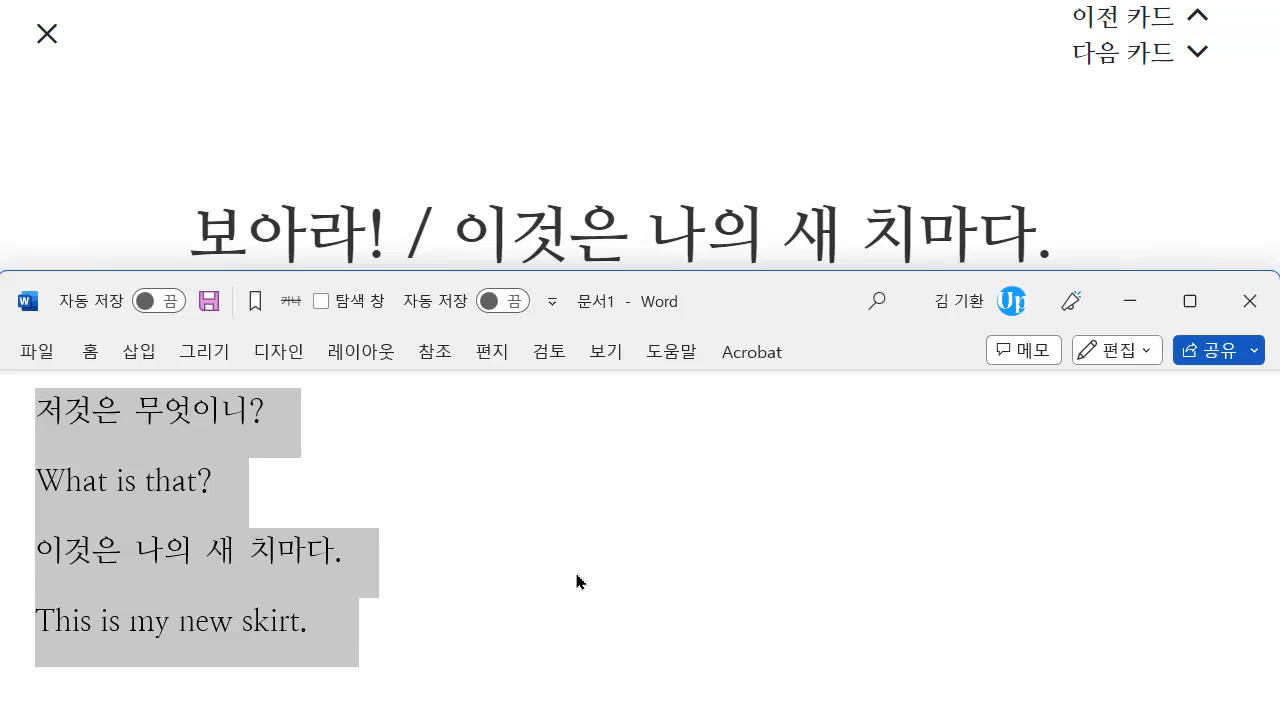 이전 카드
다음 카드
보아라! / 이것은 나의 새 치마다.
자동 저장 끔 가나 탐색 창 자동 저장 끔 문서1 - Word 김 기환 Up
파일 홈 삽입 그리기 디자인 레이아웃 참조 편지 검토 보기 도움말 Acrobat 메모 편집 공유
저것은 무엇이니?
What is that?
이것은 나의 새 치마다.
This is my new skirt.